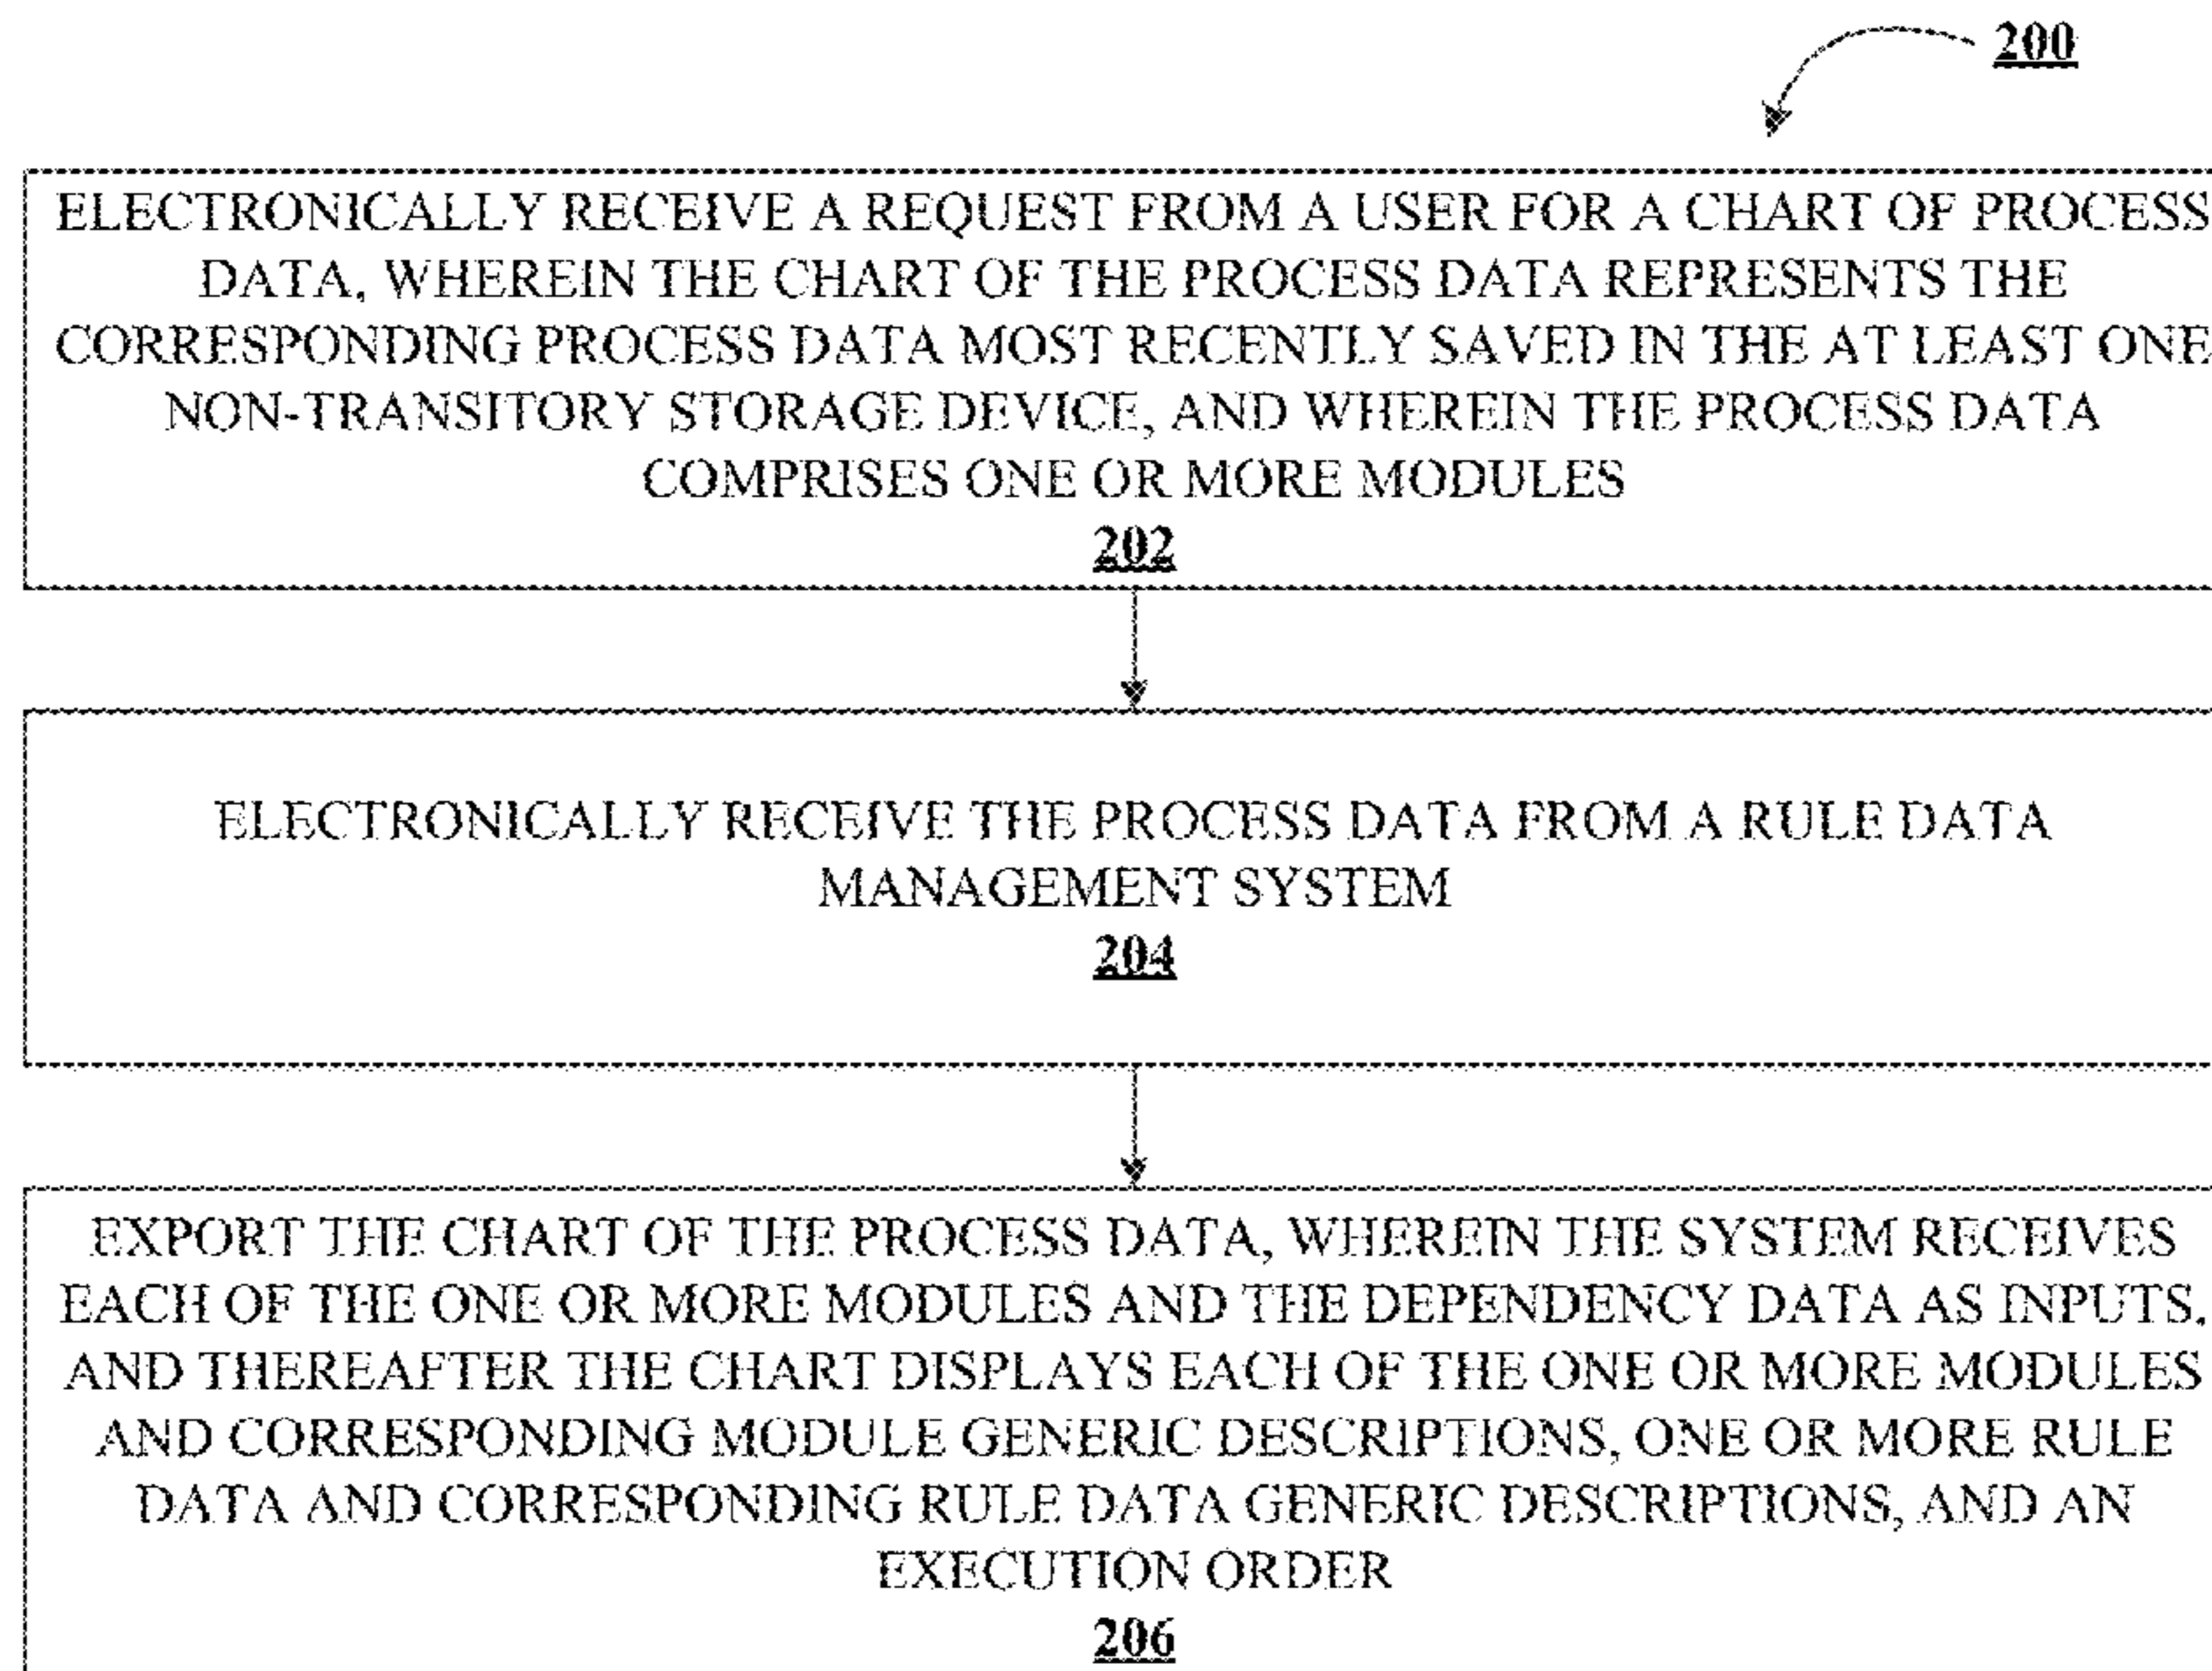 200
ELECTRONICALLY RECEIVE A REQUEST FROM A USER FOR A CHART OF PROCESS
DATA, WHEREIN THE CHART OF THE PROCESS DATA REPRESENTS THE
CORRESPONDING PROCESS DATA MOST RECENTLY SAVED IN THE AT LEAST ONE
NON-TRANSITORY STORAGE DEVICE, AND WHEREIN THE PROCESS DATA
COMPRISES ONE OR MORE MODULES
202
ELECTRONICALLY RECEIVE THE PROCESS DATA FROM A RULE DATA
MANAGEMENT SYSTEM
204
EXPORT THE CHART OF THE PROCESS DATA, WHEREIN THE SYSTEM RECEIVES
EACH OF THE ONE OR MORE MODULES AND THE DEPENDENCY DATA AS INPUTS,
AND THEREAFTER THE CHART DISPLAYS EACH OF THE ONE OR MORE MODULES
AND CORRESPONDING MODULE GENERIC DESCRIPTIONS, ONE OR MORE RULE
DATA AND CORRESPONDING RULE DATA GENERIC DESCRIPTIONS, AND AN
EXECUTION ORDER
206